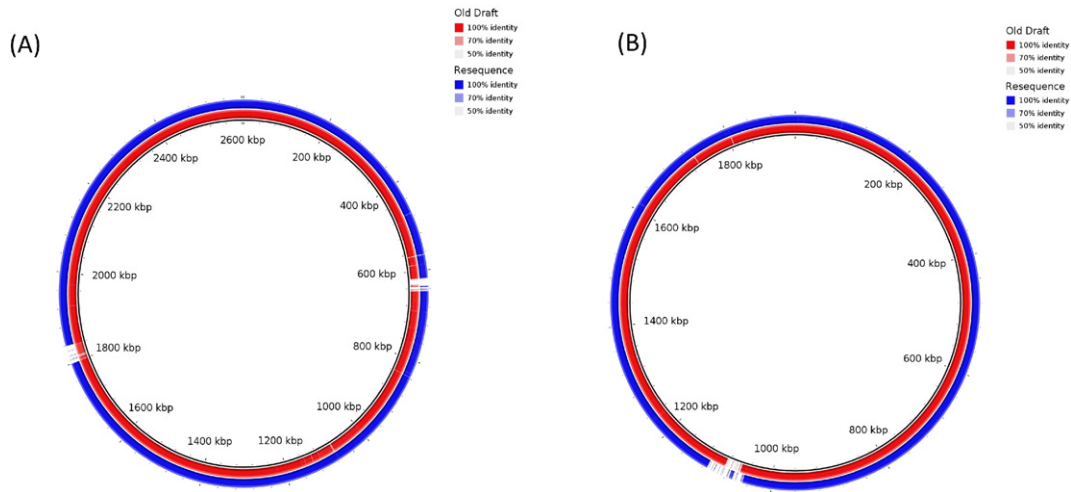 (A)
Old Draft
100% identity
70% identity
50% identity
Resequence
100% identity
70% identity
50% identity
2600 kbp
200 kbp
400 kbp
600 kbp
800 kbp
1000 kbp
1200 kbp
1400 kbp
1600 kbp
1800 kbp
2000 kbp
2200 kbp
2400 kbp
(B)
Old Draft
100% identity
70% identity
50% identity
Resequence
100% identity
70% identity
50% identity
200 kbp
400 kbp
600 kbp
800 kbp
1000 kbp
1200 kbp
1400 kbp
1600 kbp
1800 kbp